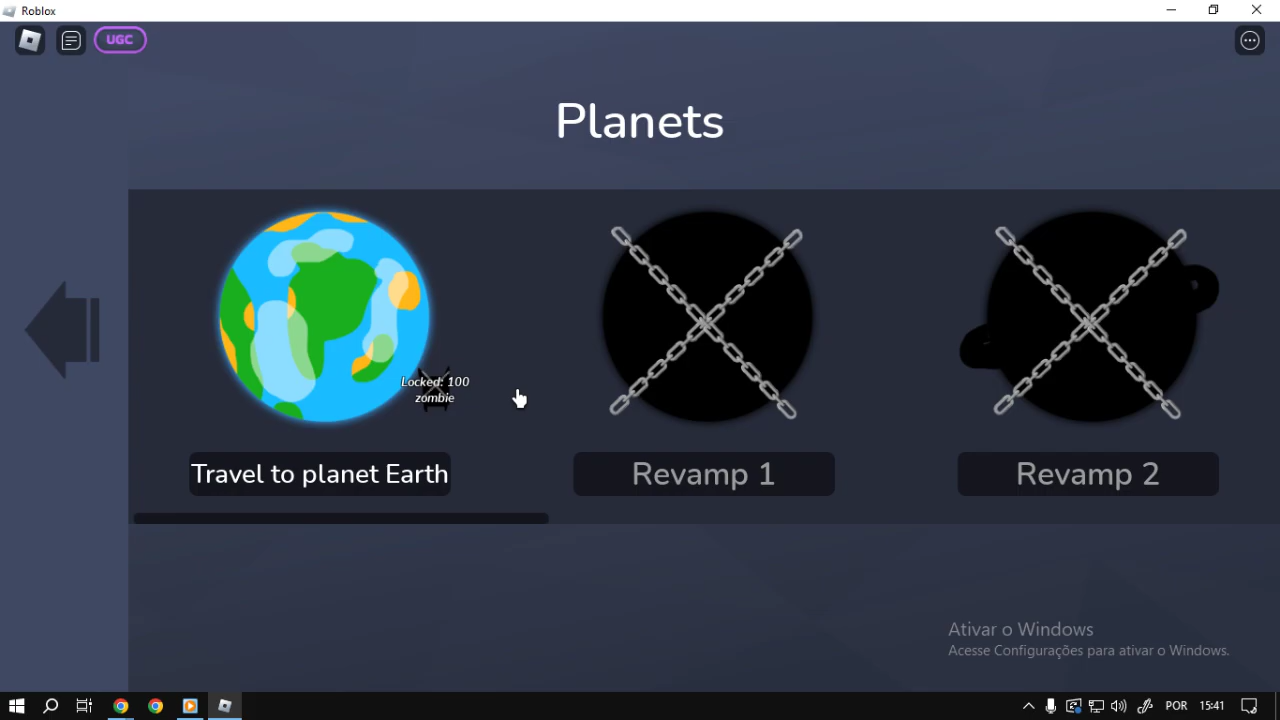 Roblox
UGC
Planets
Locked: 100
zombie
Travel to planet Earth
Revamp 1
Revamp 2
Ativar o Windows
Acesse Configurações para ativar o Windows.
POR
15:41